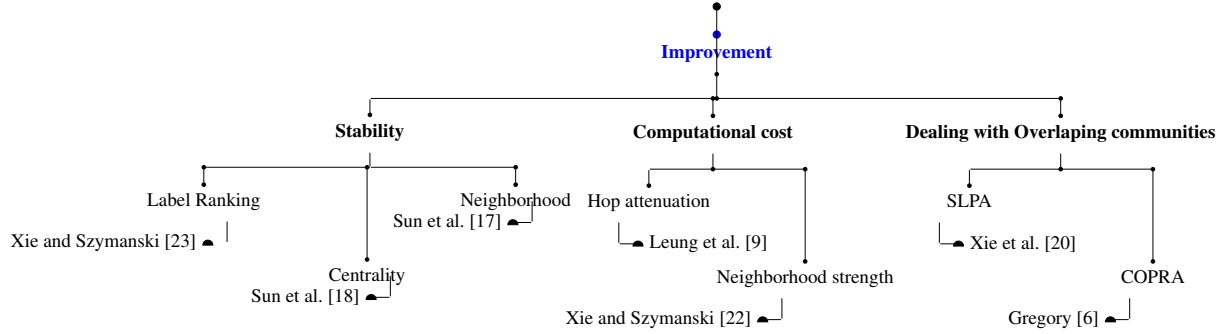 Improvement
Stability
Computational cost
Dealing with Overlaping communities
Label Ranking
Neighborhood
Hop attenuation
SLPA
Sun et al. [17]
Xie and Szymanski [23]
Leung et al. [9]
Xie et al. [20]
Centrality
Neighborhood strength
COPRA
Sun et al. [18]
Xie and Szymanski [22]
Gregory [6]